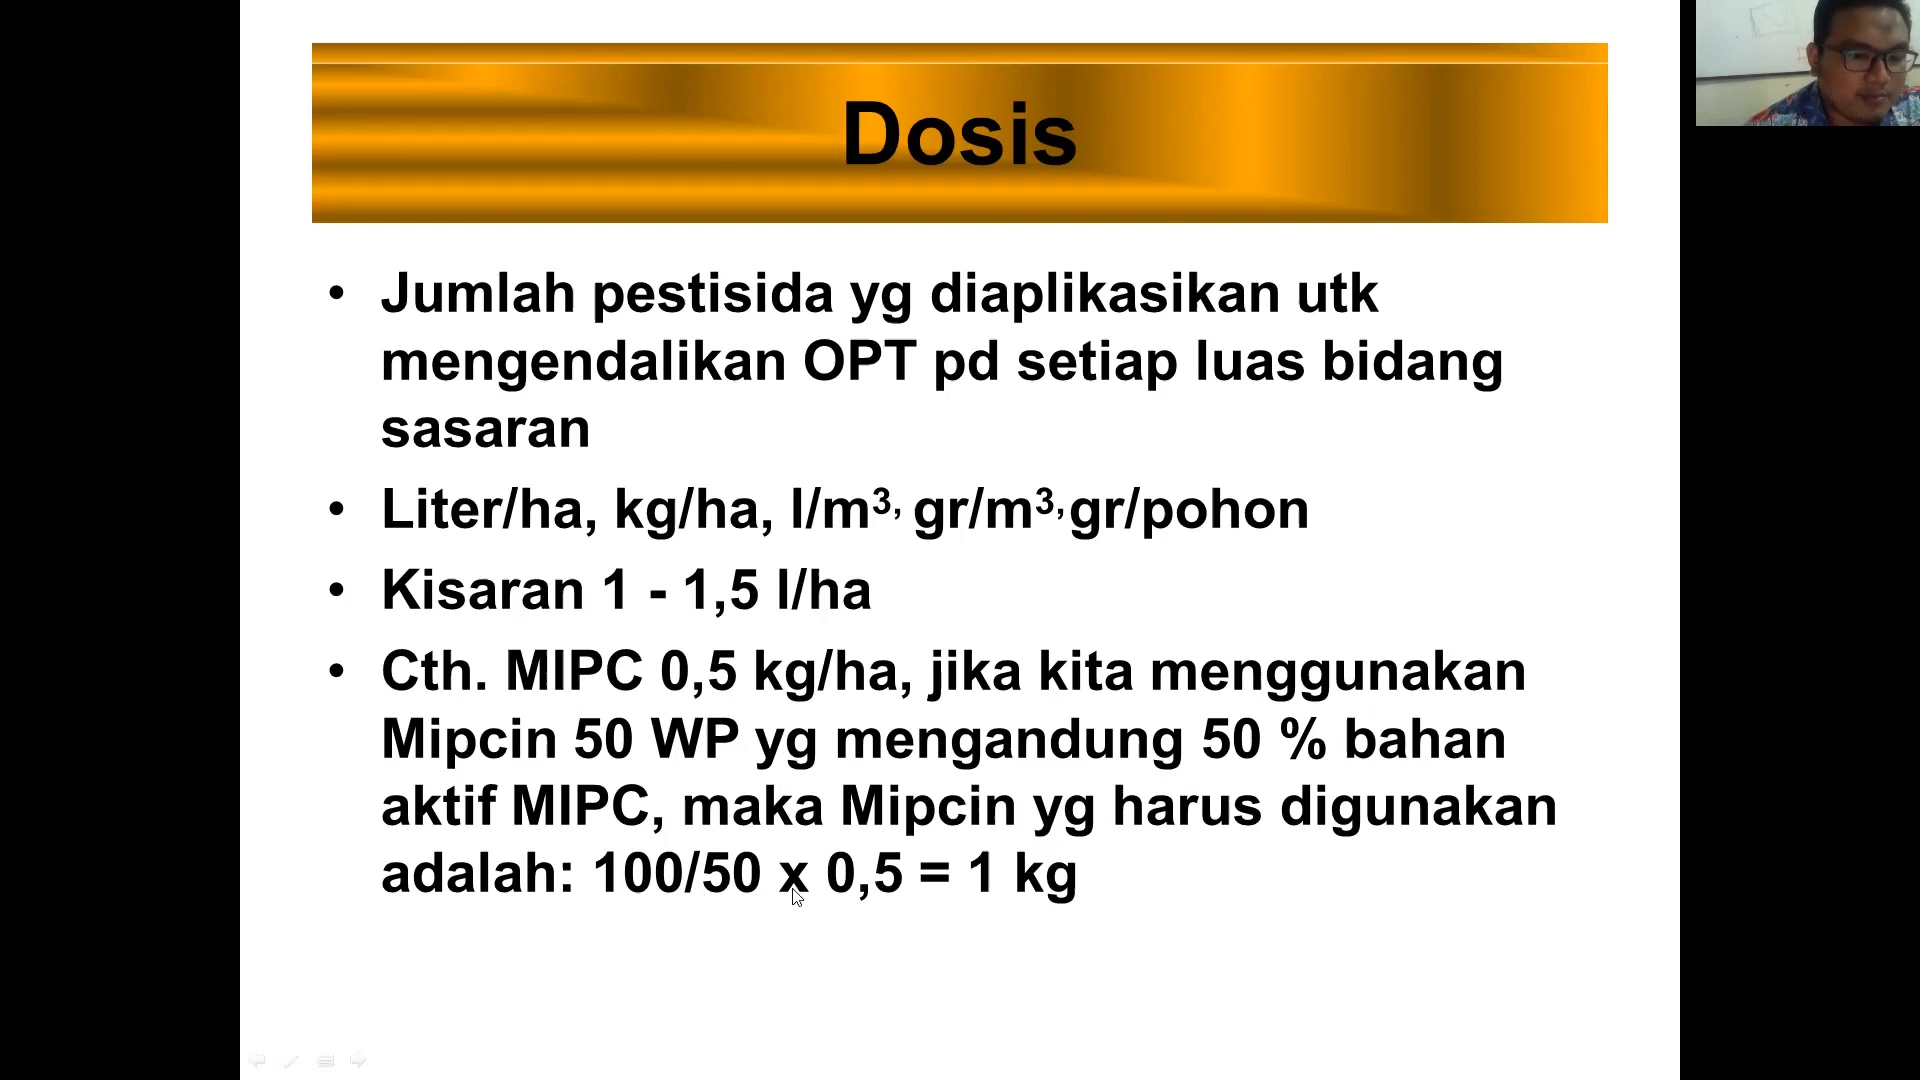 Dosis
• Jumlah pestisida yg diaplikasikan utk
mengendalikan OPT pd setiap luas bidang
sasaran
• Liter/ha, kg/ha, l/m³, gr/m³,gr/pohon
• Kisaran 1 - 1,5 l/ha
• Cth. MIPC 0,5 kg/ha, jika kita menggunakan
Mipcin 50 WP yg mengandung 50 % bahan
aktif MIPC, maka Mipcin yg harus digunakan
adalah: 100/50 x 0,5 = 1 kg